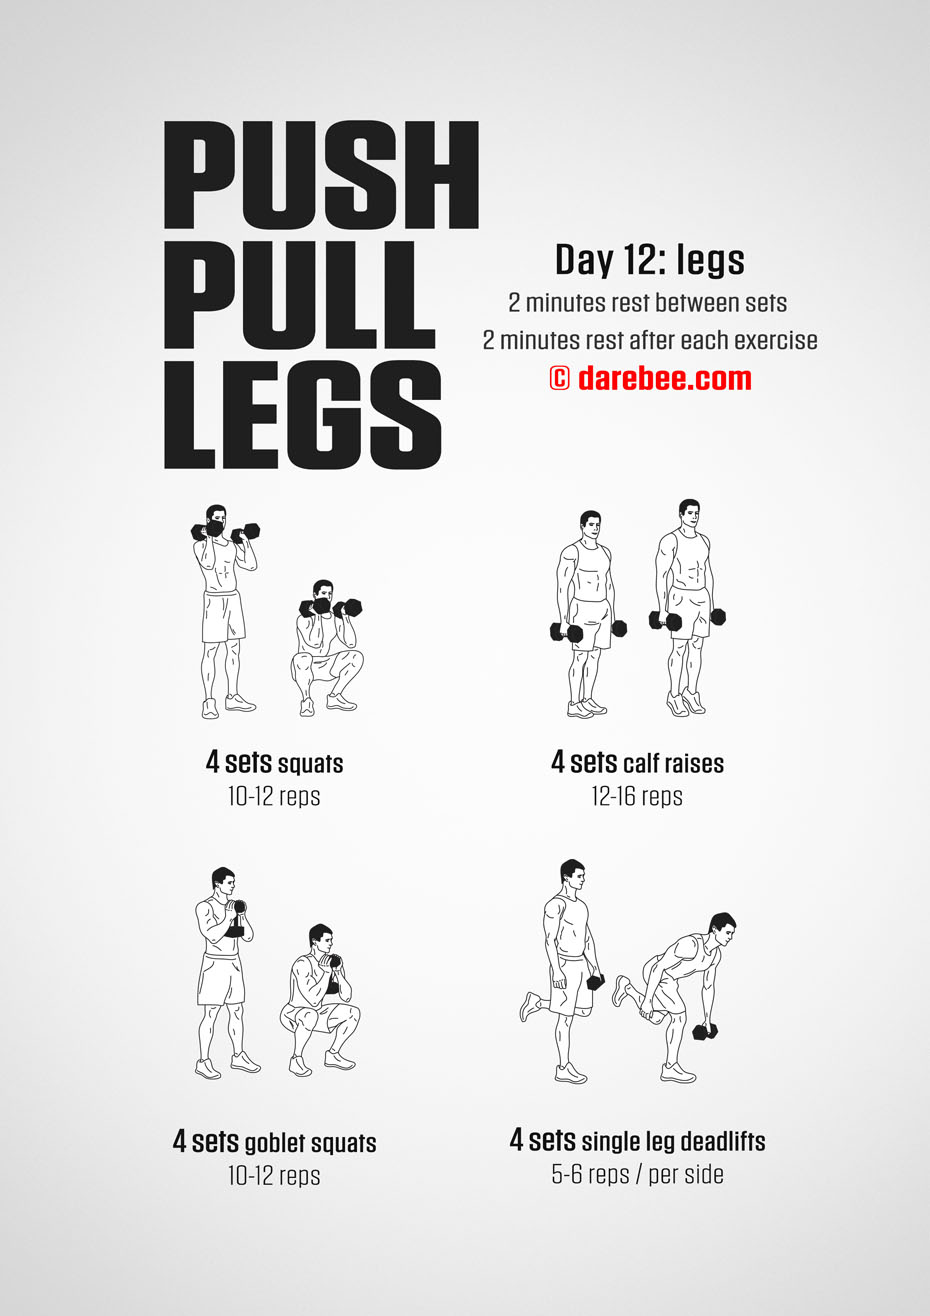 PUSH
PULL
LEGS
Day 12: legs
2 minutes rest between sets
2 minutes rest after each exercise
© darebee.com
4 sets squats
10-12 reps
4 sets calf raises
12-16 reps
4 sets goblet squats
10-12 reps
4 sets single leg deadlifts
5-6 reps / per side